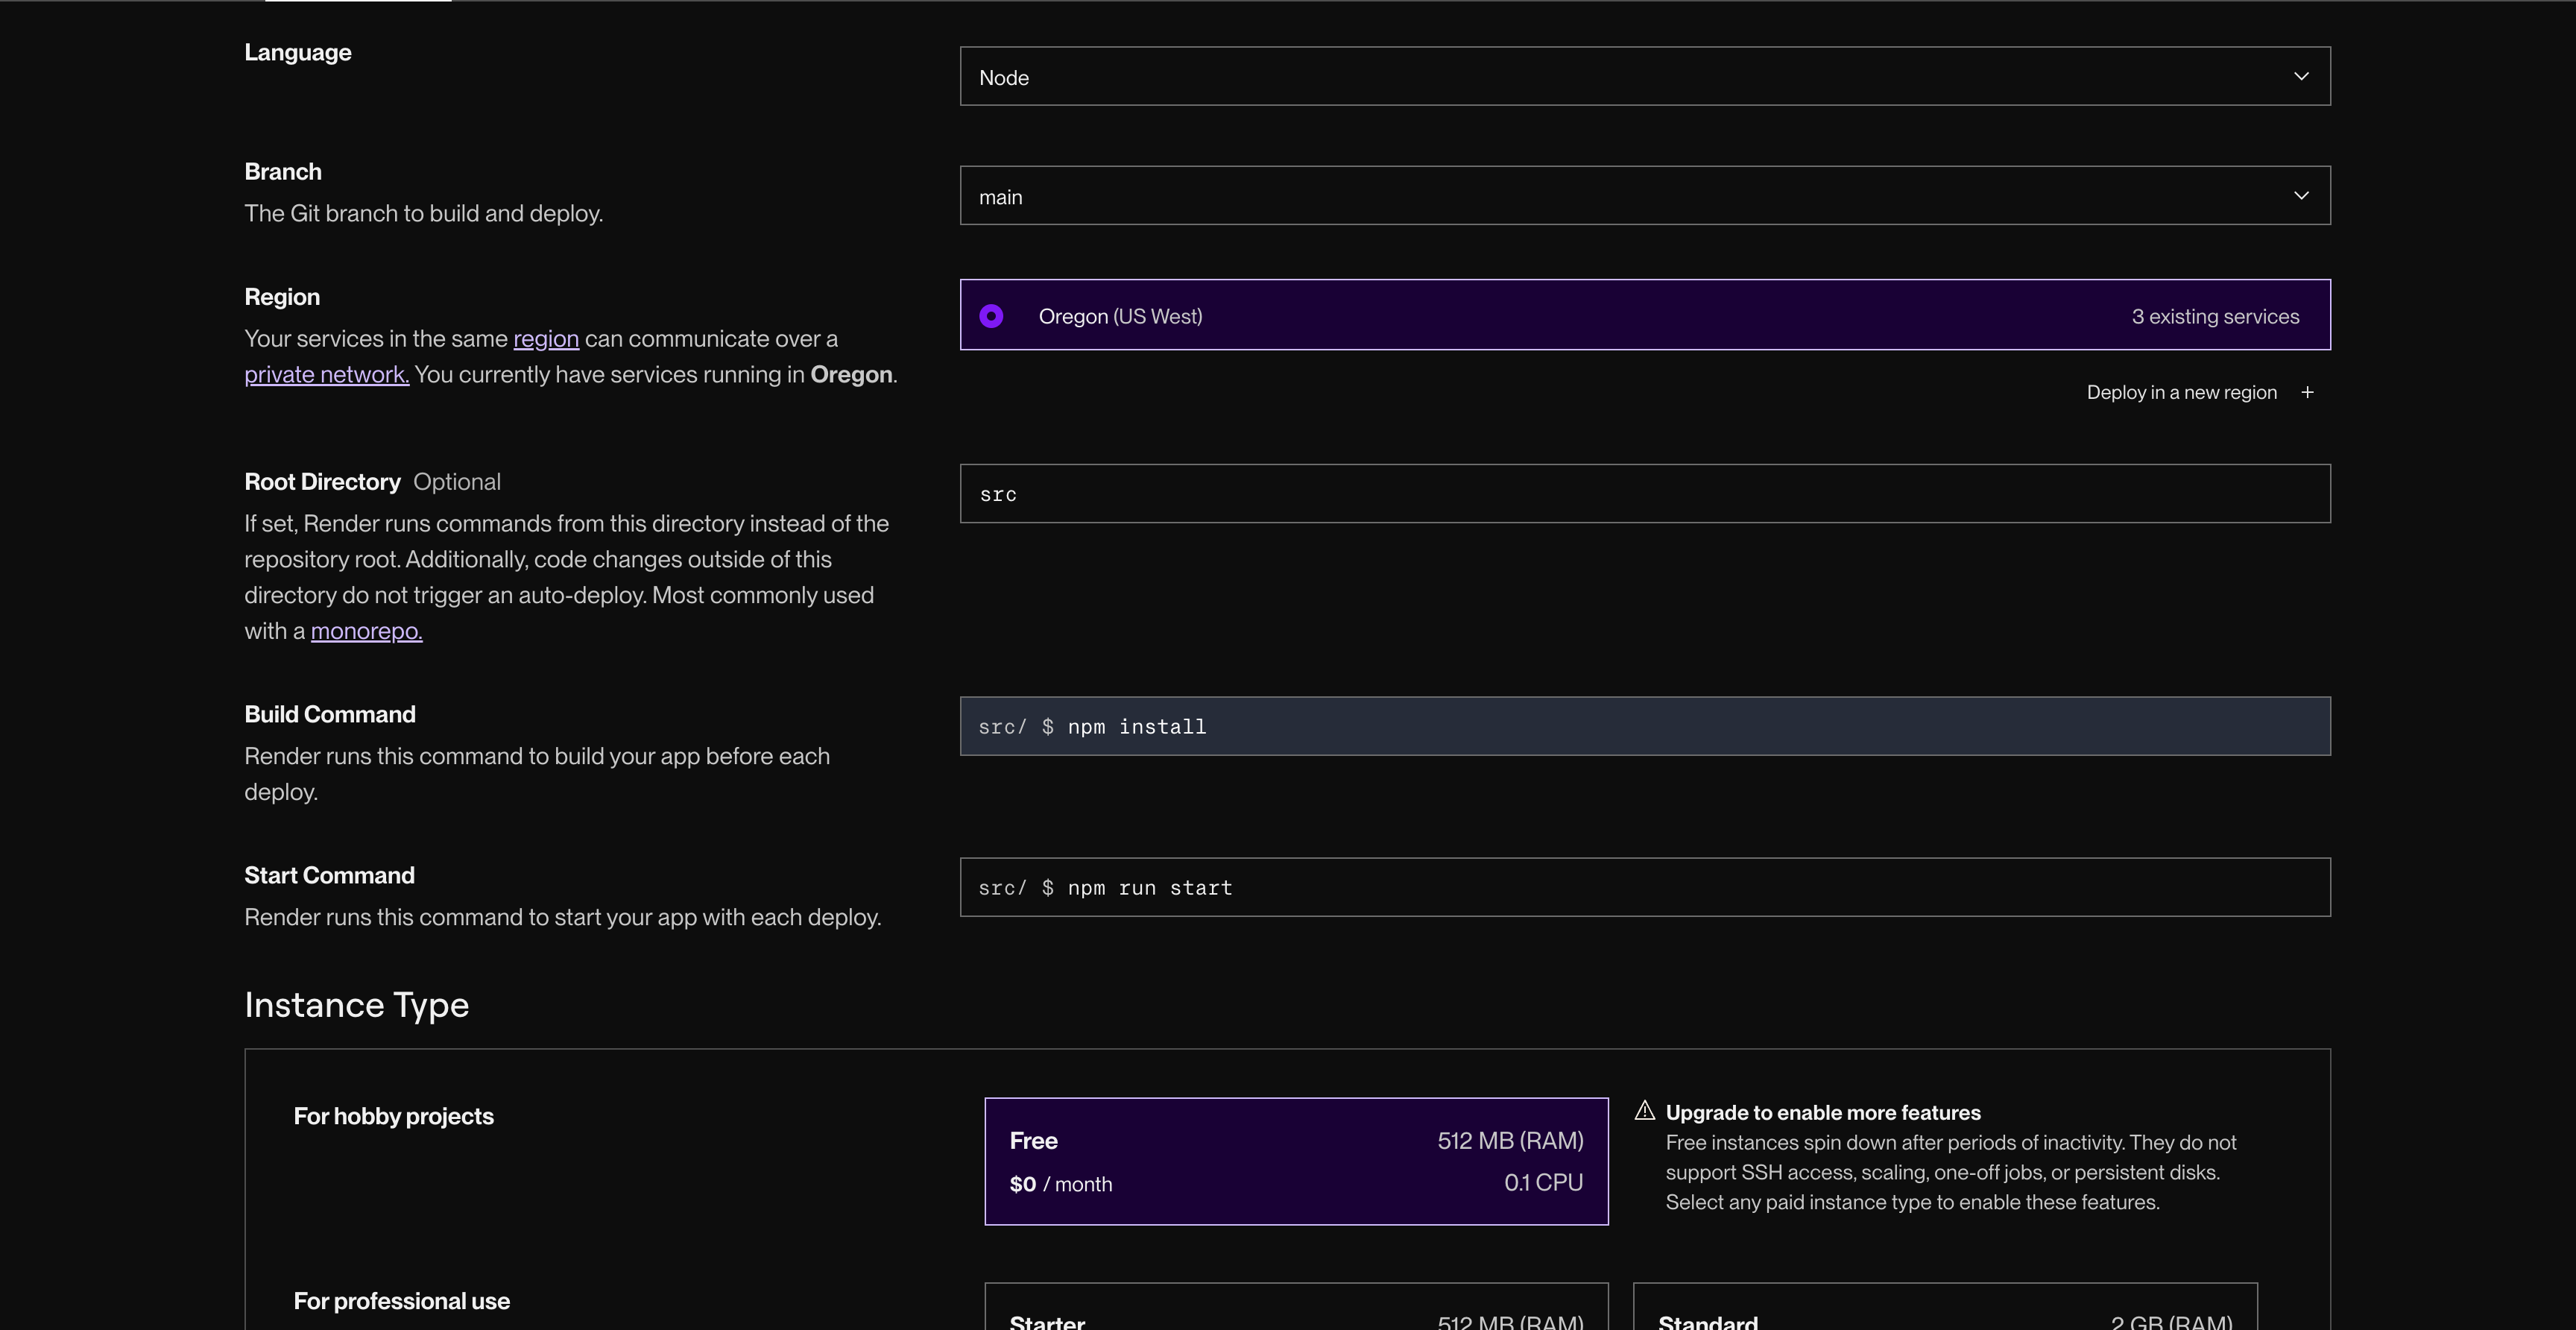 Language
Node
Branch
The Git branch to build and deploy.
main
Region
Your services in the same region can communicate over a
private network. You currently have services running in Oregon.
Oregon (US West)
3 existing services
Deploy in a new region +
Root Directory Optional
If set, Render runs commands from this directory instead of the
repository root. Additionally, code changes outside of this
directory do not trigger an auto-deploy. Most commonly used
with a monorepo.
src
Build Command
Render runs this command to build your app before each
deploy.
src/ $ npm install
Start Command
Render runs this command to start your app with each deploy.
src/ $ npm run start
Instance Type
For hobby projects
Free
512 MB (RAM)
$0 / month
0.1 CPU
Upgrade to enable more features
Free instances spin down after periods of inactivity. They do not
support SSH access, scaling, one-off jobs, or persistent disks.
Select any paid instance type to enable these features.
For professional use
Starter
512 MB (RAM)
Standard
2 GB (RAM)